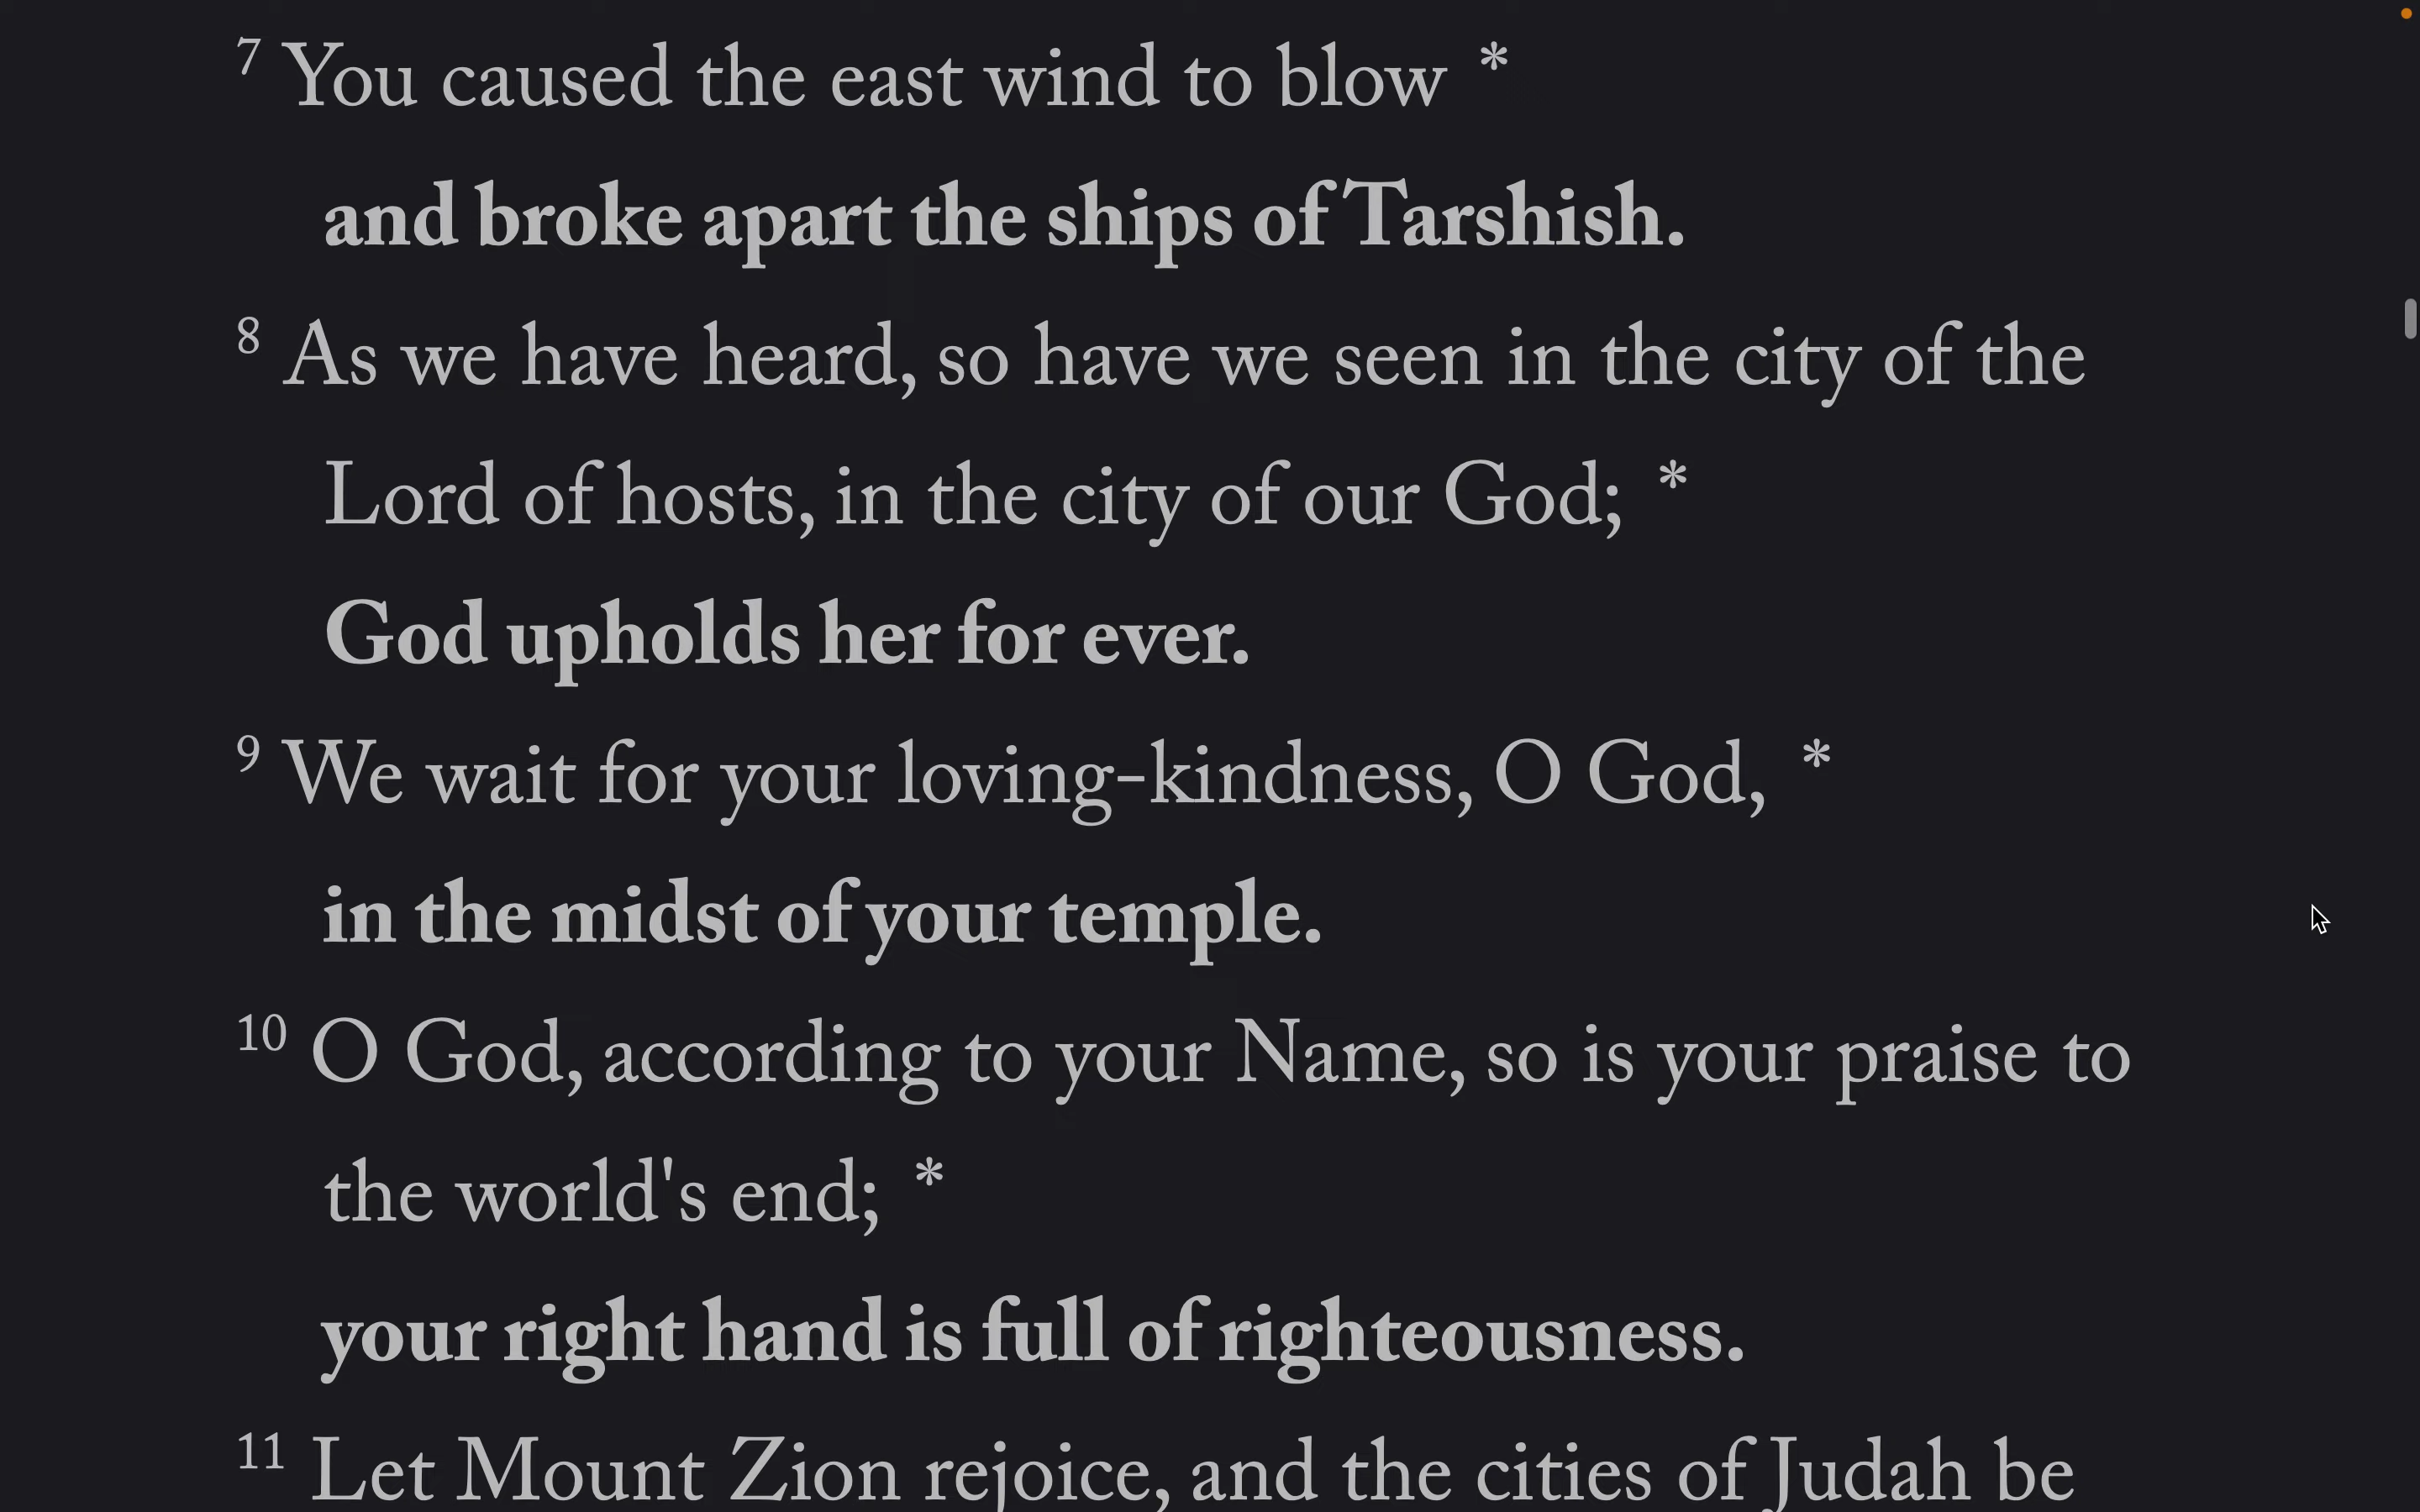 7 You caused the east wind to blow *
and broke apart the ships of Tarshish.
8 As we have heard, so have we seen in the city of the
Lord of hosts, in the city of our God; *
God upholds her for ever.
9 We wait for your loving-kindness, O God, *
in the midst of your temple.
10 O God, according to your Name, so is your praise to
the world's end; *
your right hand is full of righteousness.
11 Let Mount Zion rejoice, and the cities of Judah be